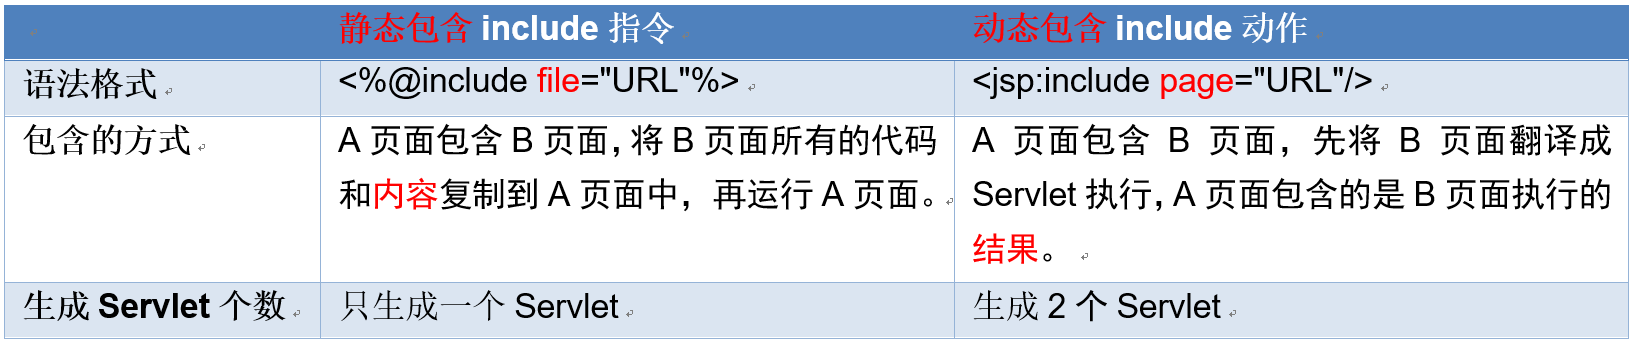 静态包含 include 指令
动态包含 include 动作
语法格式
<%@include file="URL"%>
<jsp:include page="URL"/>
包含的方式
A 页面包含 B 页面，将 B 页面所有的代码
和内容复制到 A 页面中，再运行 A 页面。
A 页面包含 B 页面，先将 B 页面翻译成
Servlet 执行，A 页面包含的是 B 页面执行的
结果。
生成 Servlet 个数
只生成一个 Servlet
生成 2 个 Servlet